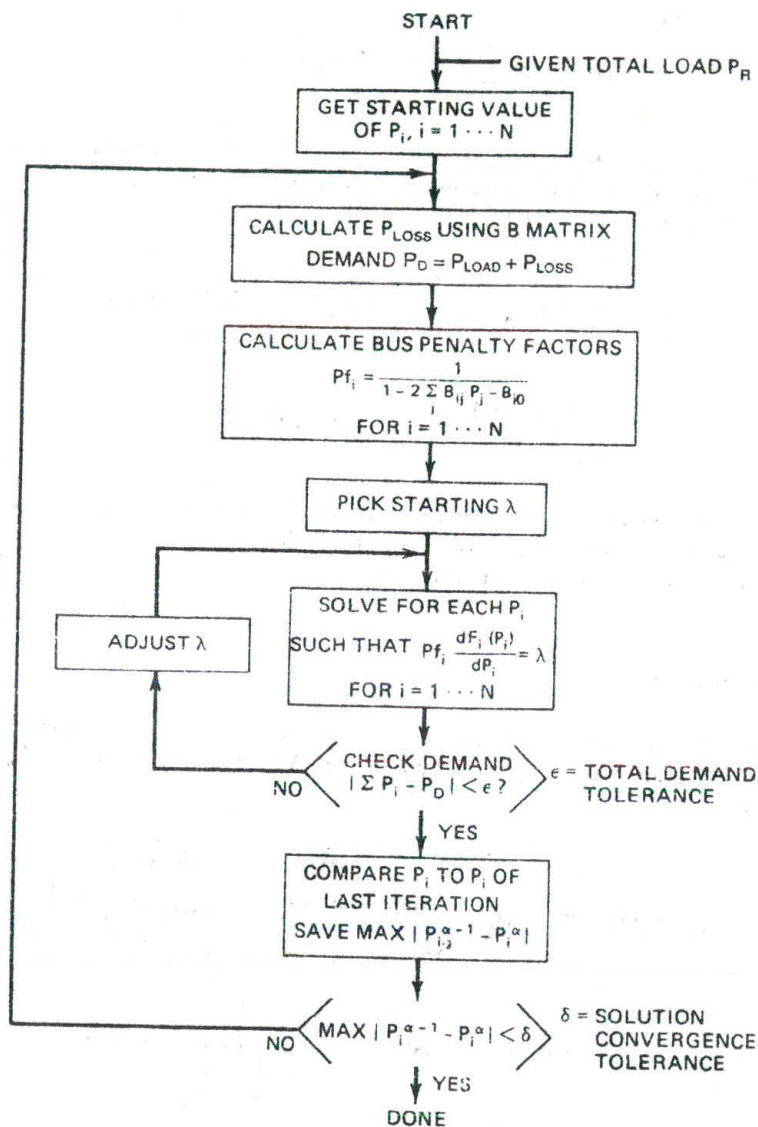 START
GIVEN TOTAL LOAD P_R
GET STARTING VALUE
OF P_i, i = 1 ··· N
CALCULATE P_LOSS USING B MATRIX
DEMAND P_D = P_LOAD + P_LOSS
CALCULATE BUS PENALTY FACTORS
Pf_i = 1 / (1 - 2 Σ_j B_ij P_j - B_i0)
FOR i = 1 ··· N
PICK STARTING λ
SOLVE FOR EACH P_i
SUCH THAT Pf_i dF_i (P_i) / dP_i = λ
FOR i = 1 ··· N
ADJUST λ
CHECK DEMAND
| Σ P_i - P_D | < ϵ ?
NO
ϵ = TOTAL DEMAND
TOLERANCE
YES
COMPARE P_i TO P_i OF
LAST ITERATION
SAVE MAX | P_i^α-1 - P_i^α |
MAX | P_i^α-1 - P_i^α | < δ
NO
δ = SOLUTION
CONVERGENCE
TOLERANCE
YES
DONE